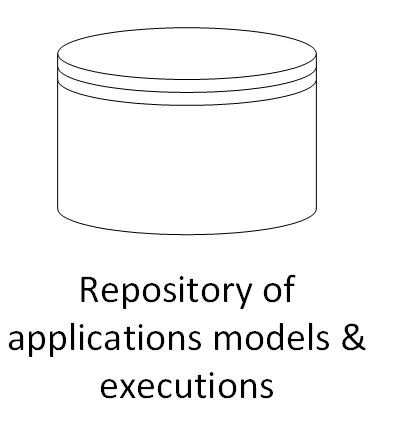 Repository of
applications models &
executions